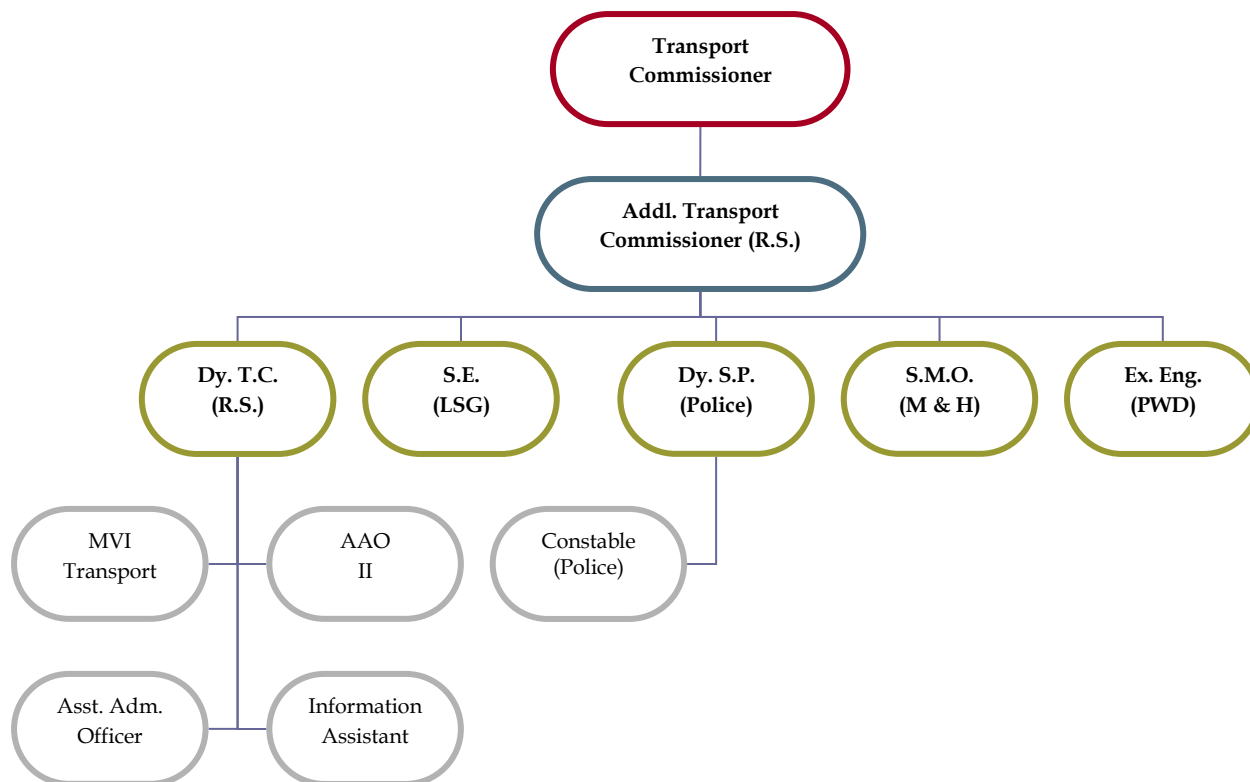 Transport
Commissioner
Addl. Transport
Commissioner (R.S.)
Dy. T.C.
(R.S.)
S.E.
(LSG)
Dy. S.P.
(Police)
S.M.O.
(M & H)
Ex. Eng.
(PWD)
MVI
Transport
AAO
II
Constable
(Police)
Asst. Adm.
Officer
Information
Assistant